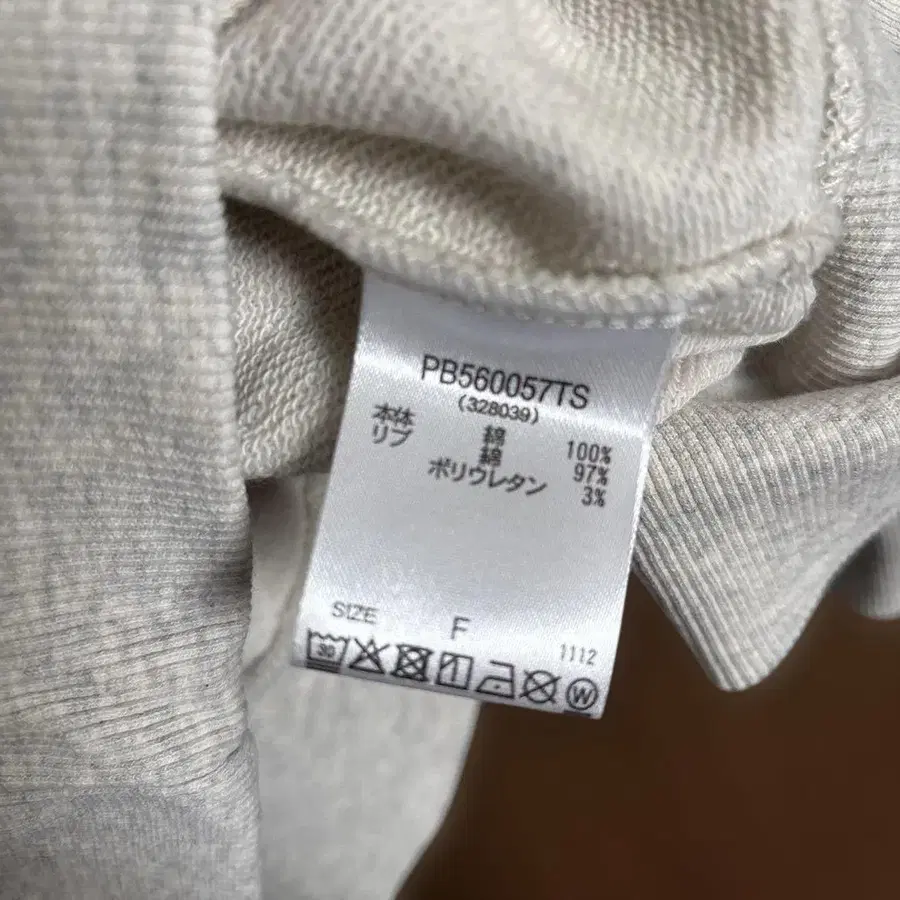 PB560057TS
(328039)
本体 綿 100%
リブ 綿 97%
ポリウレタン 3%
SIZE F
1112
30
W